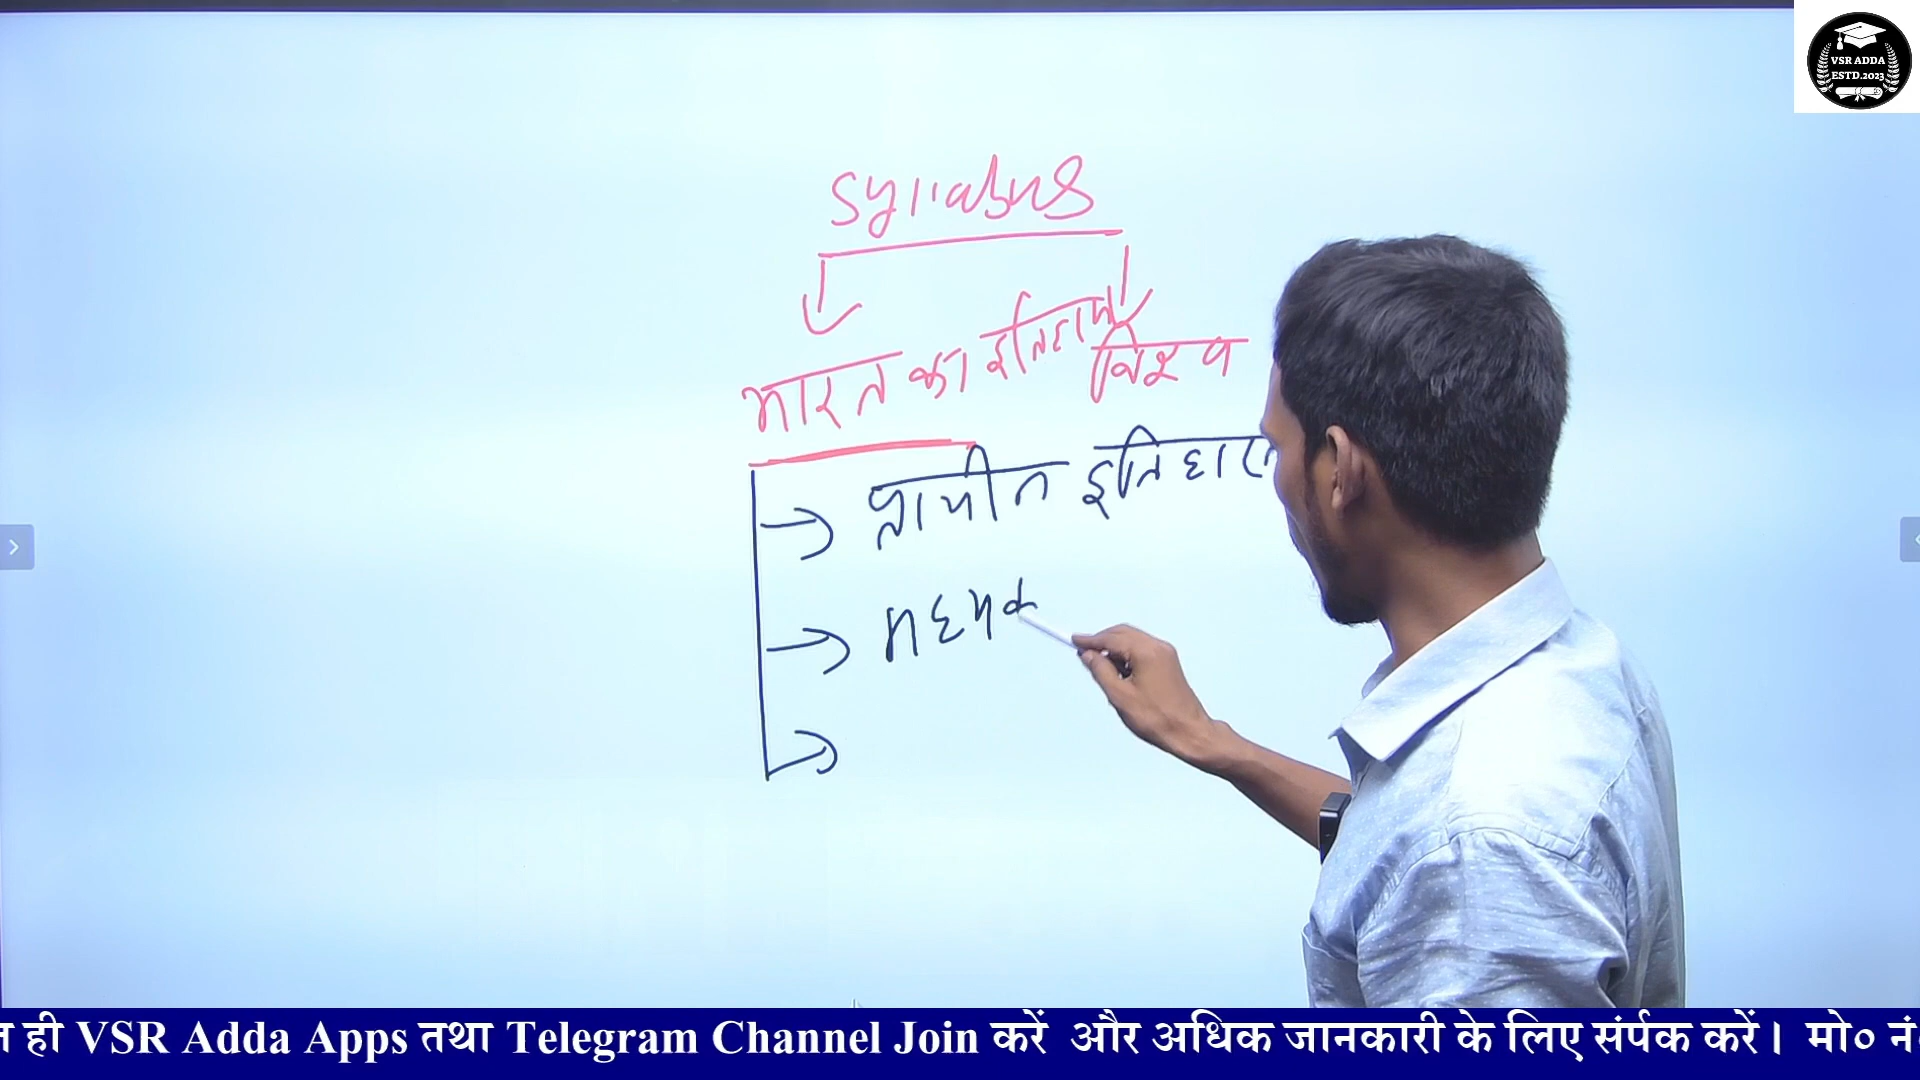 VSR ADDA
ESTD.2023
Syllabus
भारत का इतिहास
विश्व
प्राचीन इतिहास
मध्यक
ही VSR Adda Apps तथा Telegram Channel Join करें और अधिक जानकारी के लिए संर्पक करें। मो० नं